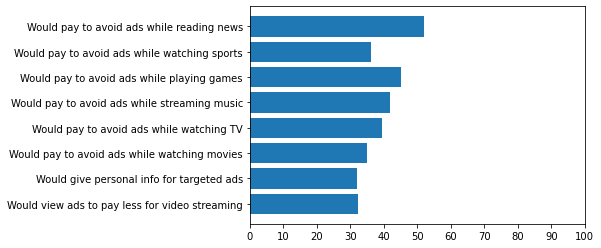 Would pay to avoid ads while reading news
Would pay to avoid ads while watching sports
Would pay to avoid ads while playing games
Would pay to avoid ads while streaming music
Would pay to avoid ads while watching TV
Would pay to avoid ads while watching movies
Would give personal info for targeted ads
Would view ads to pay less for video streaming
0 10 20 30 40 50 60 70 80 90 100